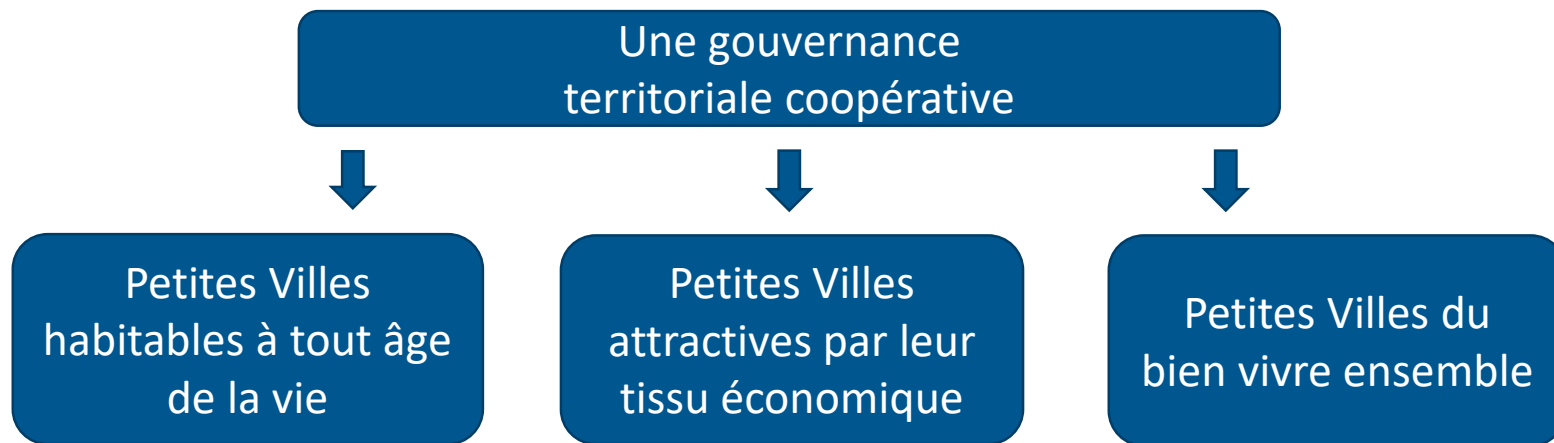 Une gouvernance
territoriale coopérative
Petites Villes
habitables à tout âge
de la vie
Petites Villes
attractives par leur
tissu économique
Petites Villes du
bien vivre ensemble